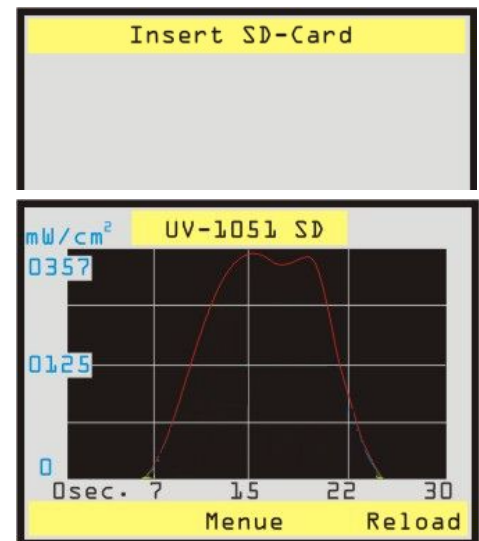 Insert SD-Card
mW/cm² UV-1051 SD
0357
0125
0
0sec. 7 15 22 30
Menue Reload